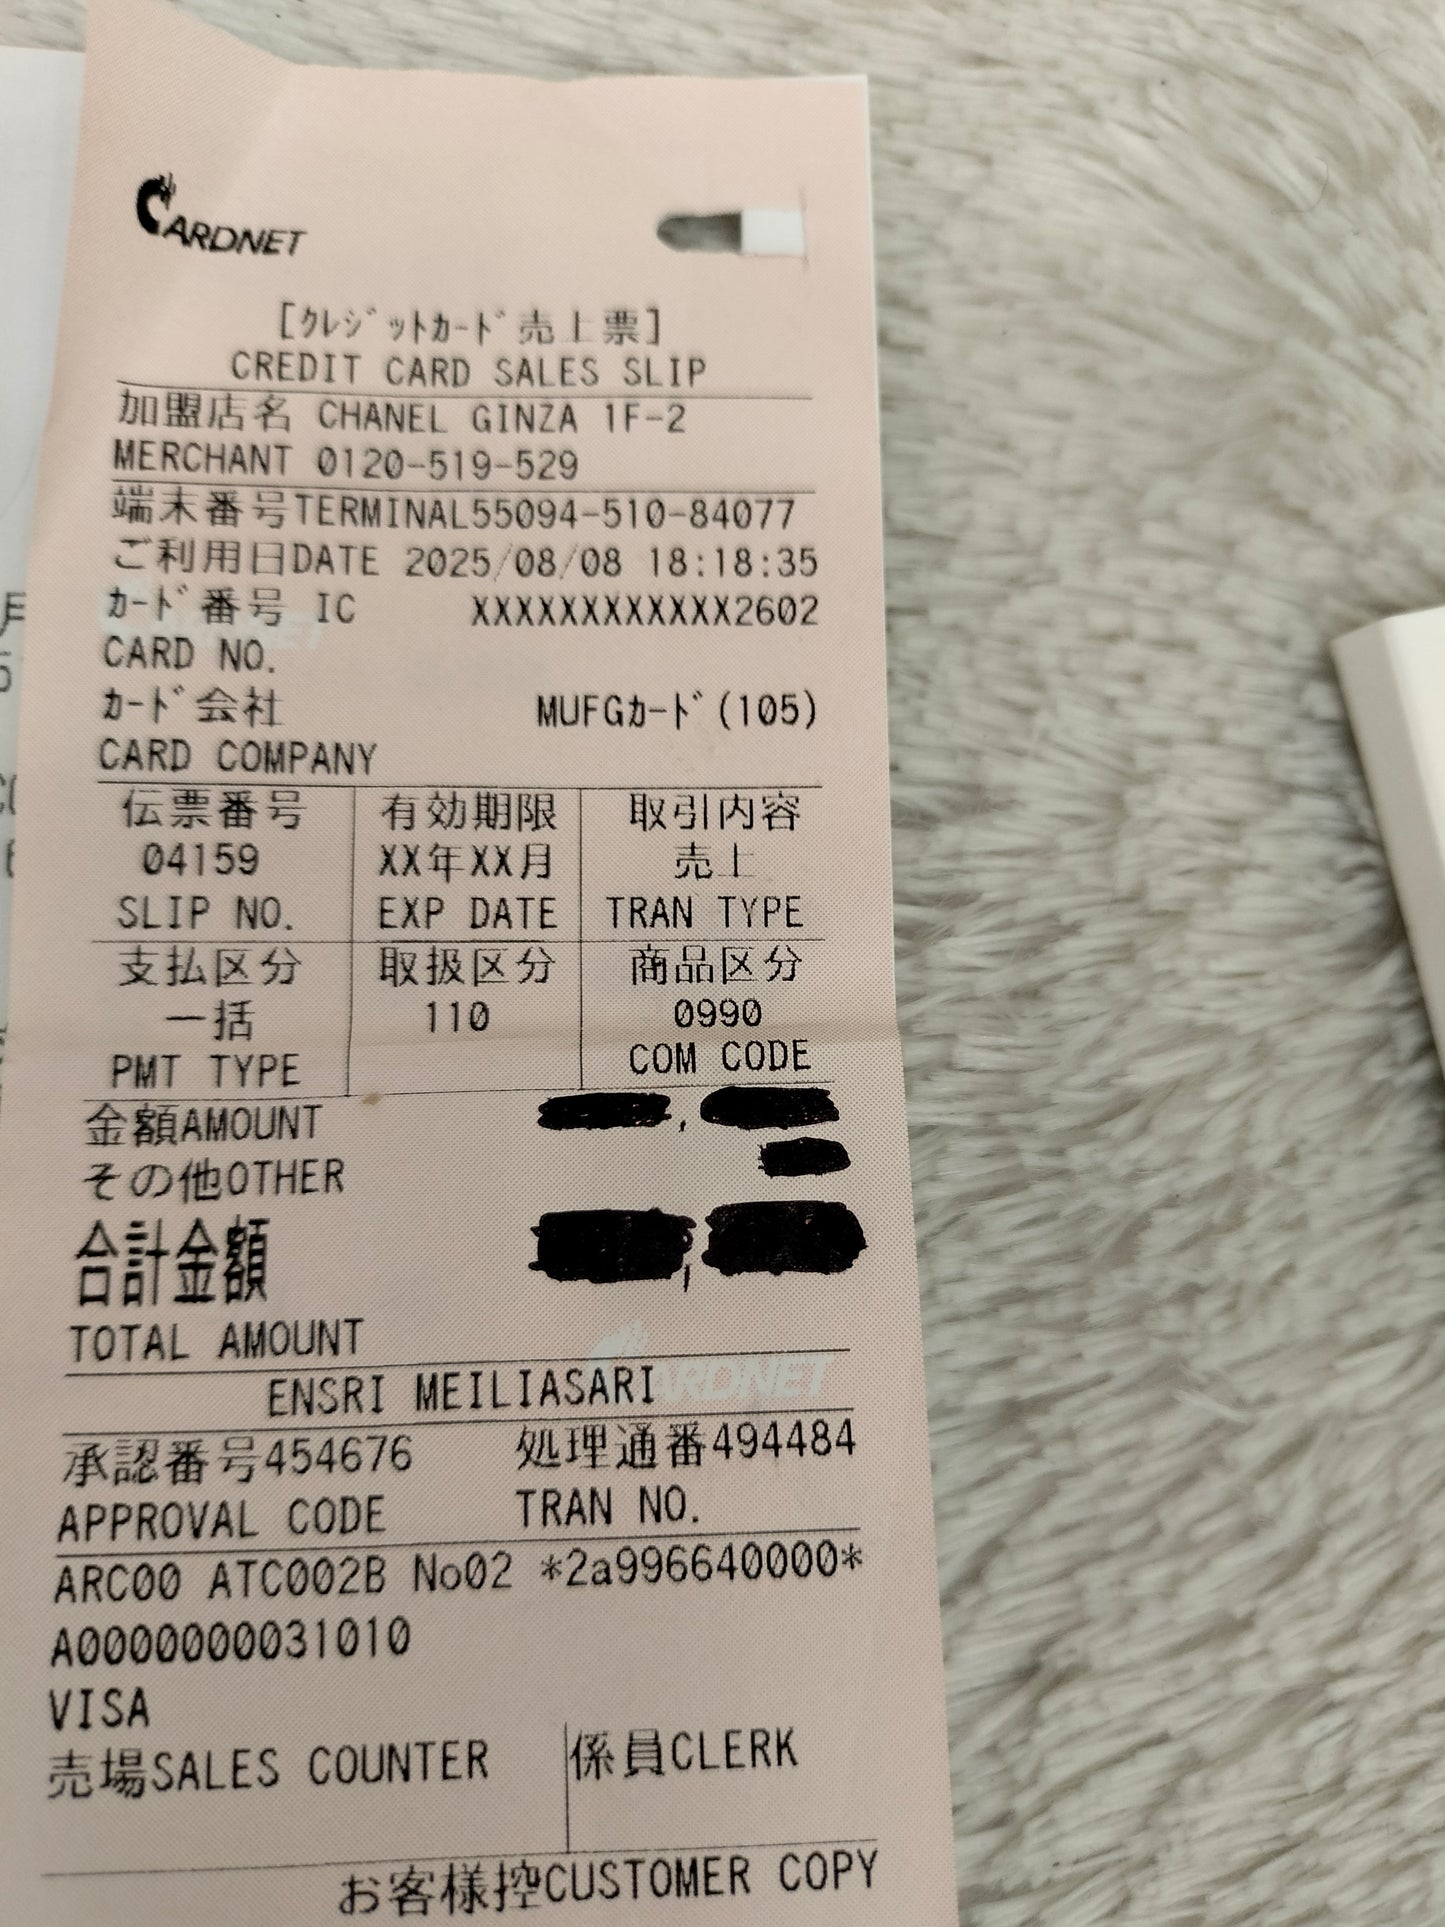 CARDNET
[クレジットカード売上票]
CREDIT CARD SALES SLIP
加盟店名 CHANEL GINZA 1F-2
MERCHANT 0120-519-529
端末番号TERMINAL55094-510-84077
ご利用日DATE 2025/08/08 18:18:35
カード番号 IC XXXXXXXXXXXX2602
CARD NO.
カード会社 MUFGカード(105)
CARD COMPANY
伝票番号 有効期限 取引内容
04159 XX年XX月 売上
SLIP NO. EXP DATE TRAN TYPE
支払区分 取扱区分 商品区分
一括 110 0990
PMT TYPE COM CODE
金額AMOUNT ,
その他OTHER
合計金額 ,
TOTAL AMOUNT
CARDNET
ENSRI MEILIASARI
承認番号454676 処理通番494484
APPROVAL CODE TRAN NO.
ARC00 ATC002B No02 *2a996640000*
A0000000031010
VISA
売場SALES COUNTER 係員CLERK
お客様控CUSTOMER COPY